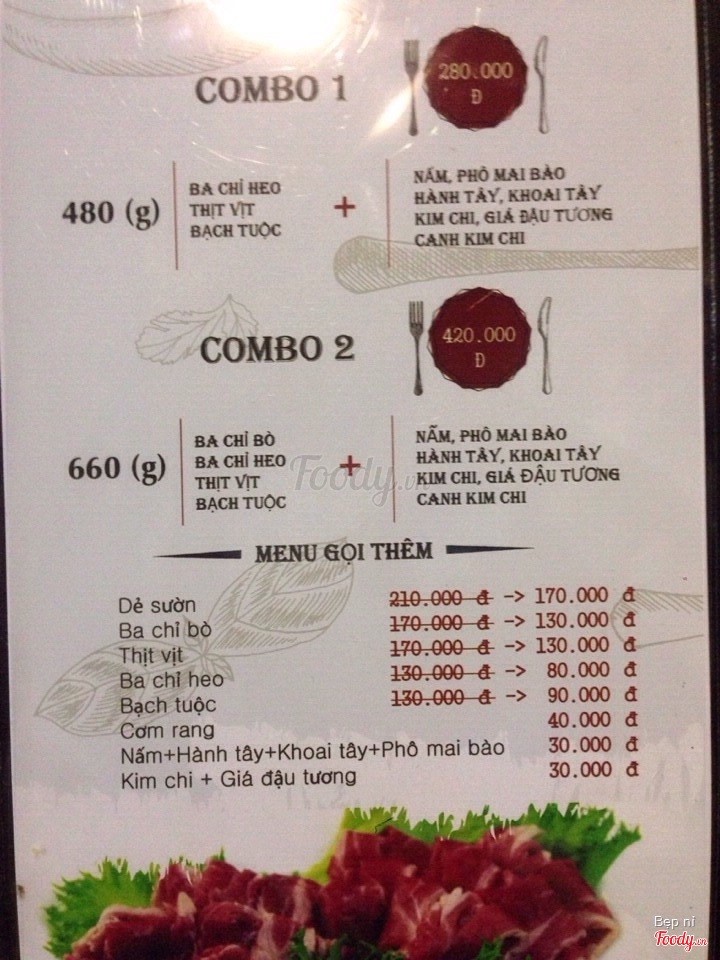 COMBO 1
280.000
Đ
480 (g)
BA CHỈ HEO
THỊT VỊT
BẠCH TUỘC
+
NẤM, PHÔ MAI BÀO
HÀNH TÂY, KHOAI TÂY
KIM CHI, GIÁ ĐẬU TƯƠNG
CANH KIM CHI
COMBO 2
420.000
Đ
660 (g)
BA CHỈ BÒ
BA CHỈ HEO
THỊT VỊT
BẠCH TUỘC
+
NẤM, PHÔ MAI BÀO
HÀNH TÂY, KHOAI TÂY
KIM CHI, GIÁ ĐẬU TƯƠNG
CANH KIM CHI
Foody.vn
MENU GỌI THÊM
Dẻ sườn 210.000 đ -> 170.000 đ
Ba chỉ bò 170.000 đ -> 130.000 đ
Thịt vịt 170.000 đ -> 130.000 đ
Ba chỉ heo 130.000 đ -> 80.000 đ
Bạch tuộc 130.000 đ -> 90.000 đ
Cơm rang 40.000 đ
Nấm+Hành tây+Khoai tây+Phô mai bào 30.000 đ
Kim chi + Giá đậu tương 30.000 đ
Bep ni
Foody.vn